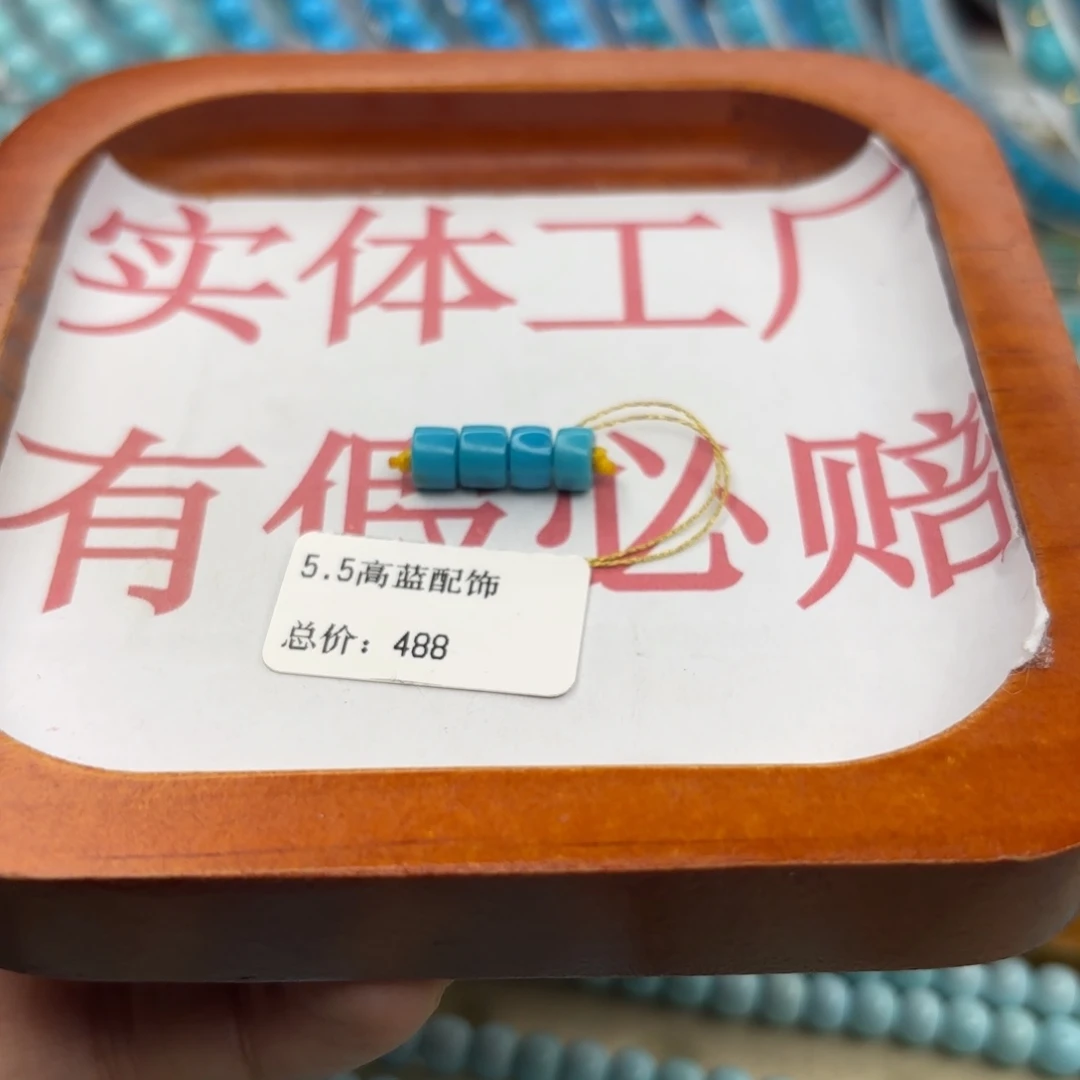 实体工厂
有假必赔
5.5高蓝配饰
总价：488